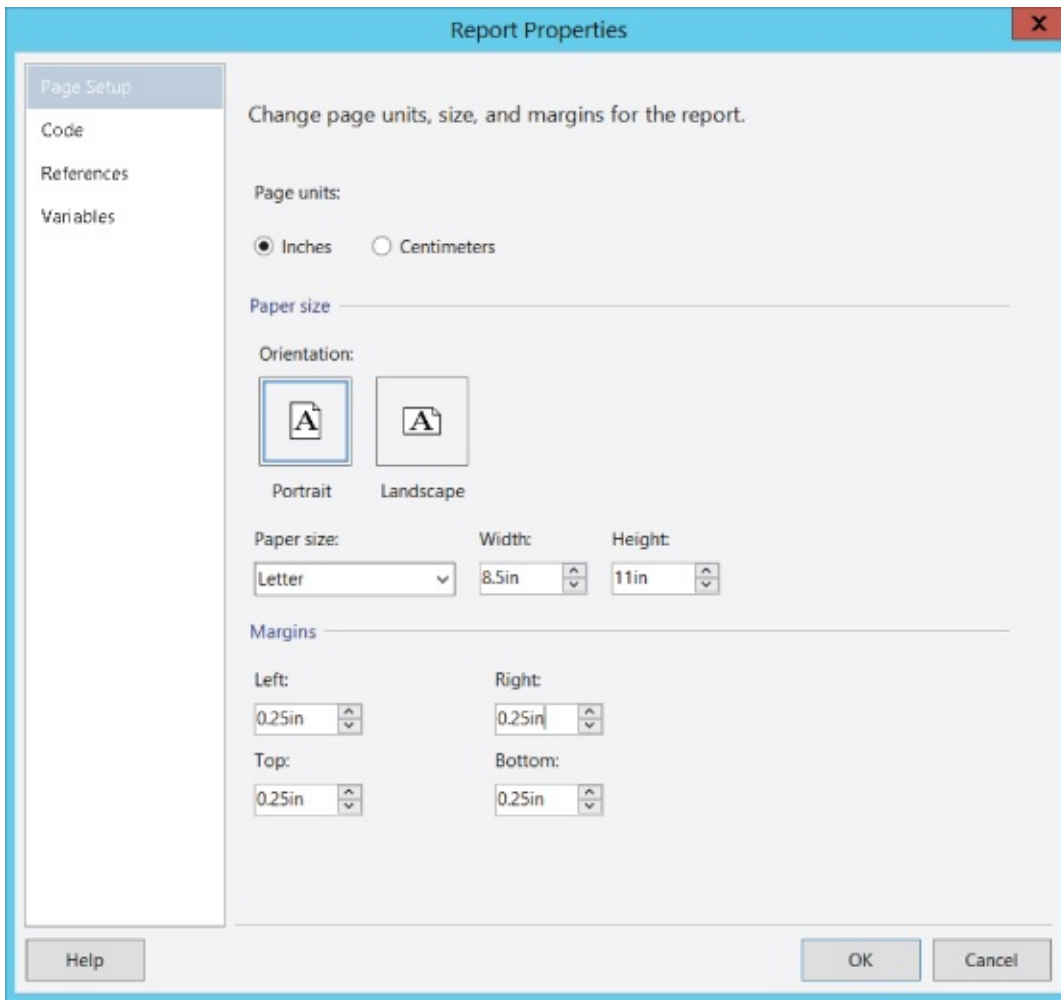 Report Properties
X
Page Setup
Code
References
Variables
Change page units, size, and margins for the report.
Page units:
Inches Centimeters
Paper size
Orientation:
A A
Portrait Landscape
Paper size: Width: Height:
Letter 8.5in 11in
Margins
Left: Right:
0.25in 0.25in
Top: Bottom:
0.25in 0.25in
Help OK Cancel